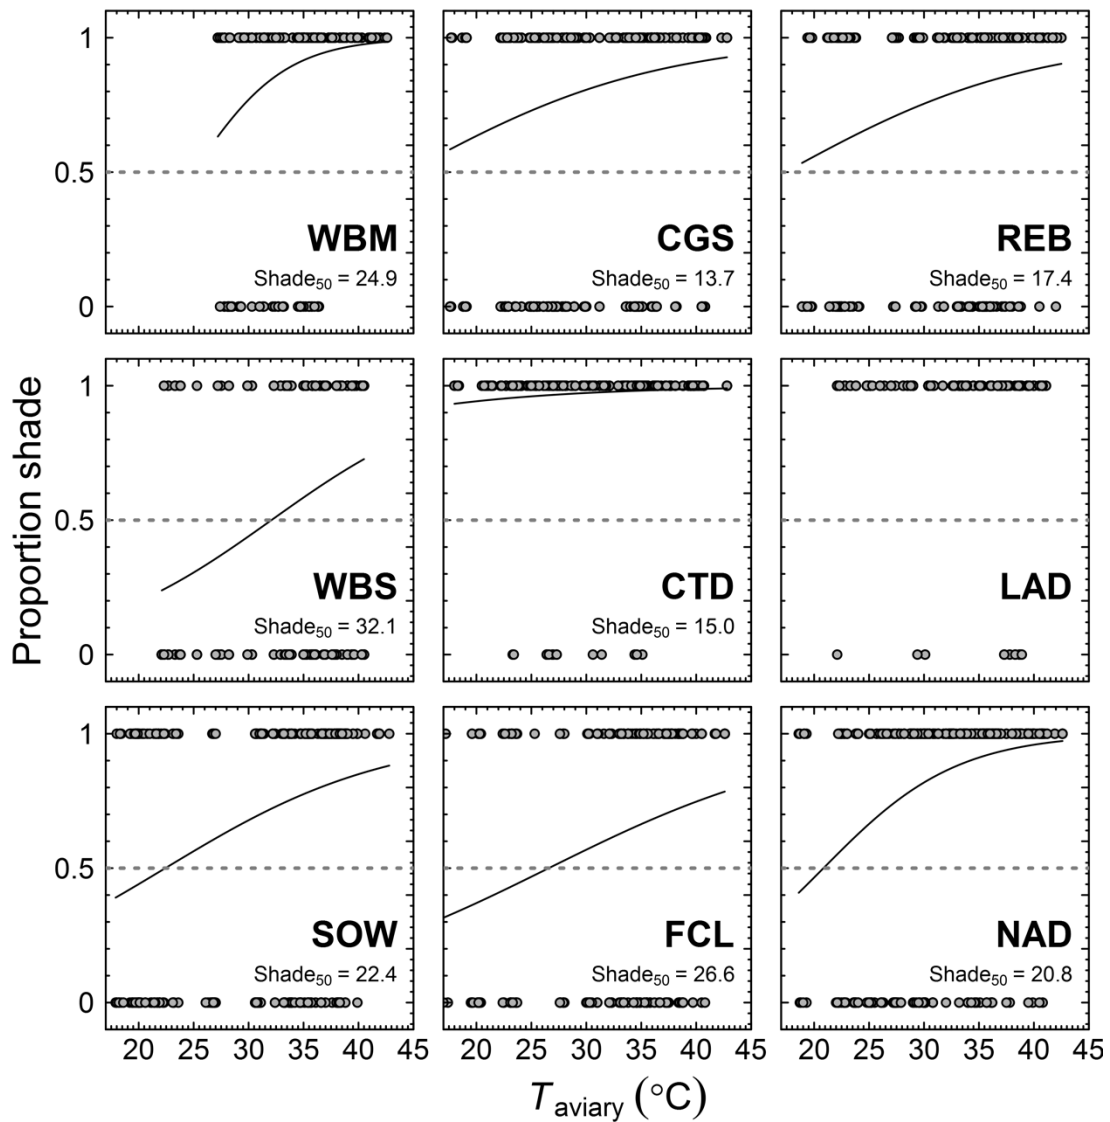 1
0.5
0
WBM
Shade50 = 24.9
CGS
Shade50 = 13.7
REB
Shade50 = 17.4
Proportion shade
1
0.5
0
WBS
Shade50 = 32.1
CTD
Shade50 = 15.0
LAD
1
0.5
0
SOW
Shade50 = 22.4
FCL
Shade50 = 26.6
NAD
Shade50 = 20.8
20 25 30 35 40 45
20 25 30 35 40 45
20 25 30 35 40 45
Taviary (°C)